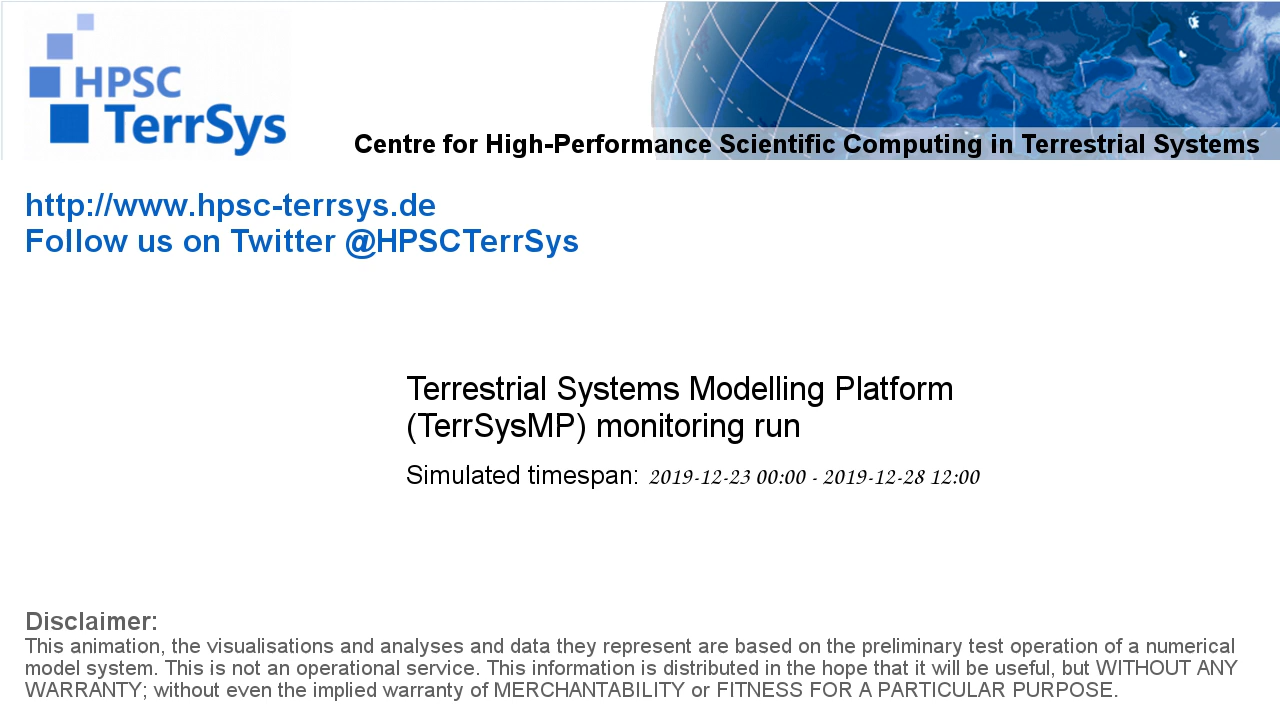 HPSC
TerrSys
Centre for High-Performance Scientific Computing in Terrestrial Systems
http://www.hpsc-terrsys.de
Follow us on Twitter @HPSCTerrSys
Terrestrial Systems Modelling Platform
(TerrSysMP) monitoring run
Simulated timespan: 2019-12-23 00:00 - 2019-12-28 12:00
Disclaimer:
This animation, the visualisations and analyses and data they represent are based on the preliminary test operation of a numerical
model system. This is not an operational service. This information is distributed in the hope that it will be useful, but WITHOUT ANY
WARRANTY; without even the implied warranty of MERCHANTABILITY or FITNESS FOR A PARTICULAR PURPOSE.